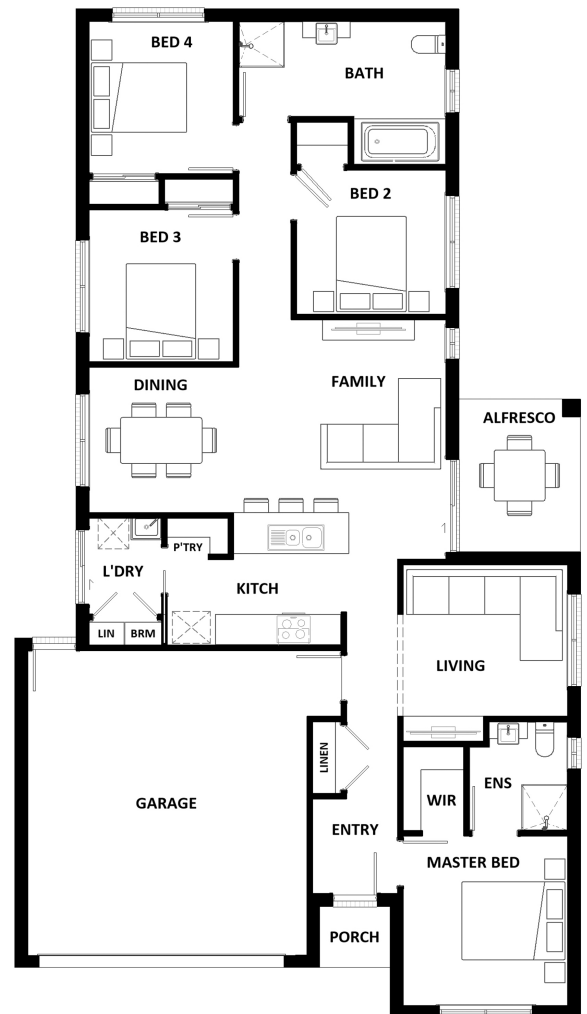 BED 4
BATH
BED 2
BED 3
DINING
FAMILY
ALFRESCO
P'TRY
L'DRY
KITCH
LIN
BRM
LIVING
LINEN
ENS
WIR
GARAGE
ENTRY
MASTER BED
PORCH